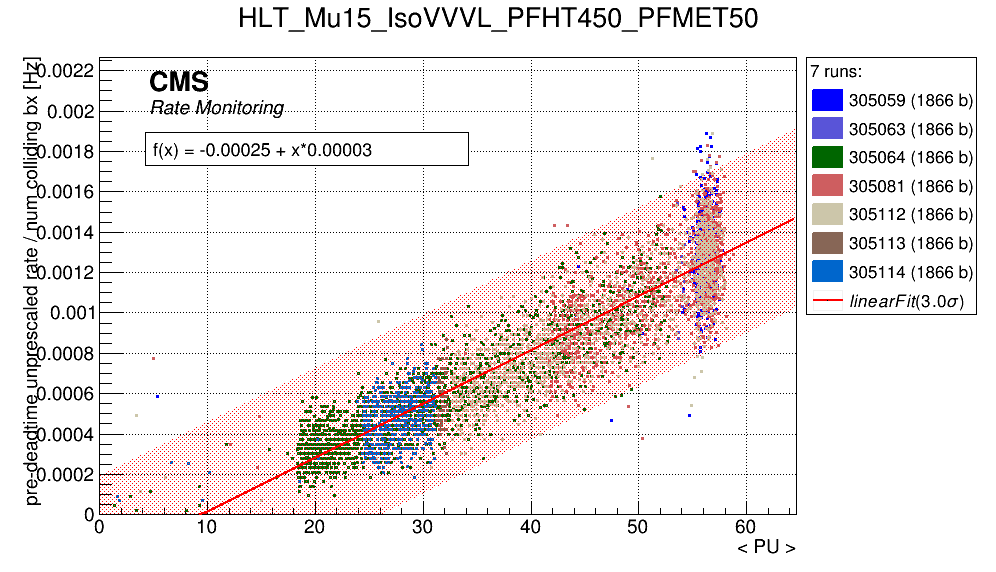 HLT_Mu15_IsoVVVL_PFHT450_PFMET50
pre-deadtime unprescaled rate / num colliding bx [Hz]
0.0022
0.002
0.0018
0.0016
0.0014
0.0012
0.001
0.0008
0.0006
0.0004
0.0002
0
CMS
Rate Monitoring
f(x) = -0.00025 + x*0.00003
0 10 20 30 40 50 60
< PU >
7 runs:
305059 (1866 b)
305063 (1866 b)
305064 (1866 b)
305081 (1866 b)
305112 (1866 b)
305113 (1866 b)
305114 (1866 b)
linearFit(3.0σ)